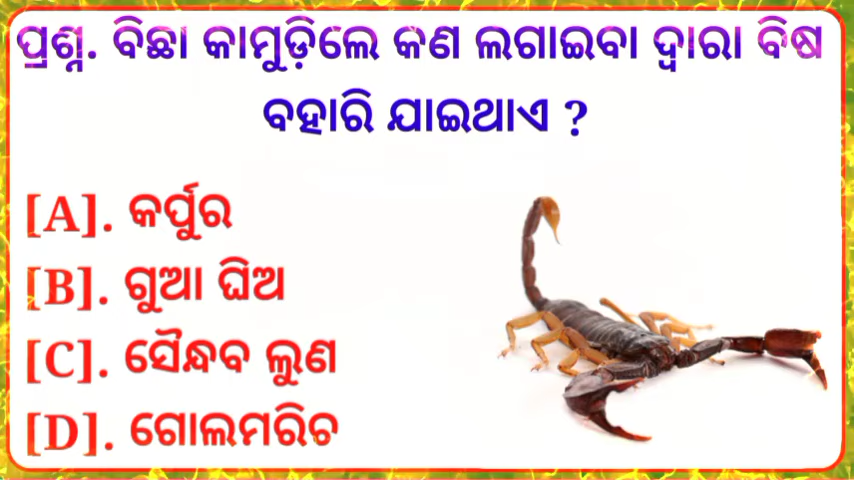 ପ୍ରଶ୍ନ. ବିଛା କାମୁଡ଼ିଲେ କଣ ଲଗାଇବା ଦ୍ୱାରା ବିଷ
ବହାରି ଯାଇଥାଏ ?
[A]. କର୍ପୁର
[B]. ଗୁଆ ଘିଅ
[C]. ସୈନ୍ଧବ ଲୁଣ
[D]. ଗୋଲମରିଚ